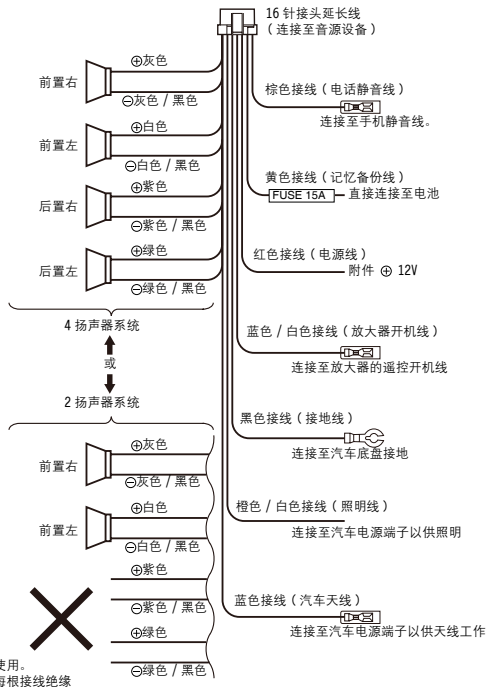 16 针接头延长线
（连接至音源设备）
⊕灰色
前置右
⊖灰色 / 黑色
⊕白色
前置左
⊖白色 / 黑色
⊕紫色
后置右
⊖紫色 / 黑色
⊕绿色
后置左
⊖绿色 / 黑色
4 扬声器系统
或
2 扬声器系统
⊕灰色
前置右
⊖灰色 / 黑色
⊕白色
前置左
⊖白色 / 黑色
⊕紫色
⊖紫色 / 黑色
⊕绿色
⊖绿色 / 黑色
使用。
每根接线绝缘
棕色接线（电话静音线）
连接至手机静音线。
黄色接线（记忆备份线）
FUSE 15A
直接连接至电池
红色接线（电源线）
附件 ⊕ 12V
蓝色 / 白色接线（放大器开机线）
连接至放大器的遥控开机线
黑色接线（接地线）
连接至汽车底盘接地
橙色 / 白色接线（照明线）
连接至汽车电源端子以供照明
蓝色接线（汽车天线）
连接至汽车电源端子以供天线工作